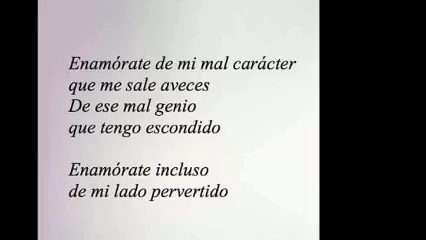 Enamórate de mi mal carácter
que me sale aveces
De ese mal genio
que tengo escondido
Enamórate incluso
de mi lado pervertido